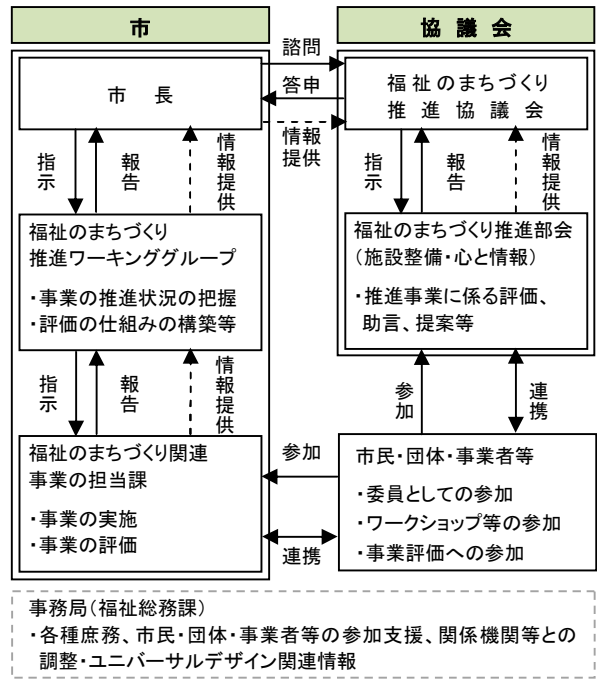 市
協 議 会
諮問
市　長
答申
福祉のまちづくり
推 進 協 議 会
情報
提供
指示
報告
情報提供
指示
報告
情報提供
福祉のまちづくり
推進ワーキンググループ
・事業の推進状況の把握
・評価の仕組みの構築等
福祉のまちづくり推進部会
（施設整備・心と情報）
・推進事業に係る評価、
助言、提案等
指示
報告
情報提供
参加
連携
福祉のまちづくり関連
事業の担当課
・事業の実施
・事業の評価
参加
連携
市民・団体・事業者等
・委員としての参加
・ワークショップ等の参加
・事業評価への参加
事務局（福祉総務課）
・各種庶務、市民・団体・事業者等の参加支援、関係機関等との
調整・ユニバーサルデザイン関連情報